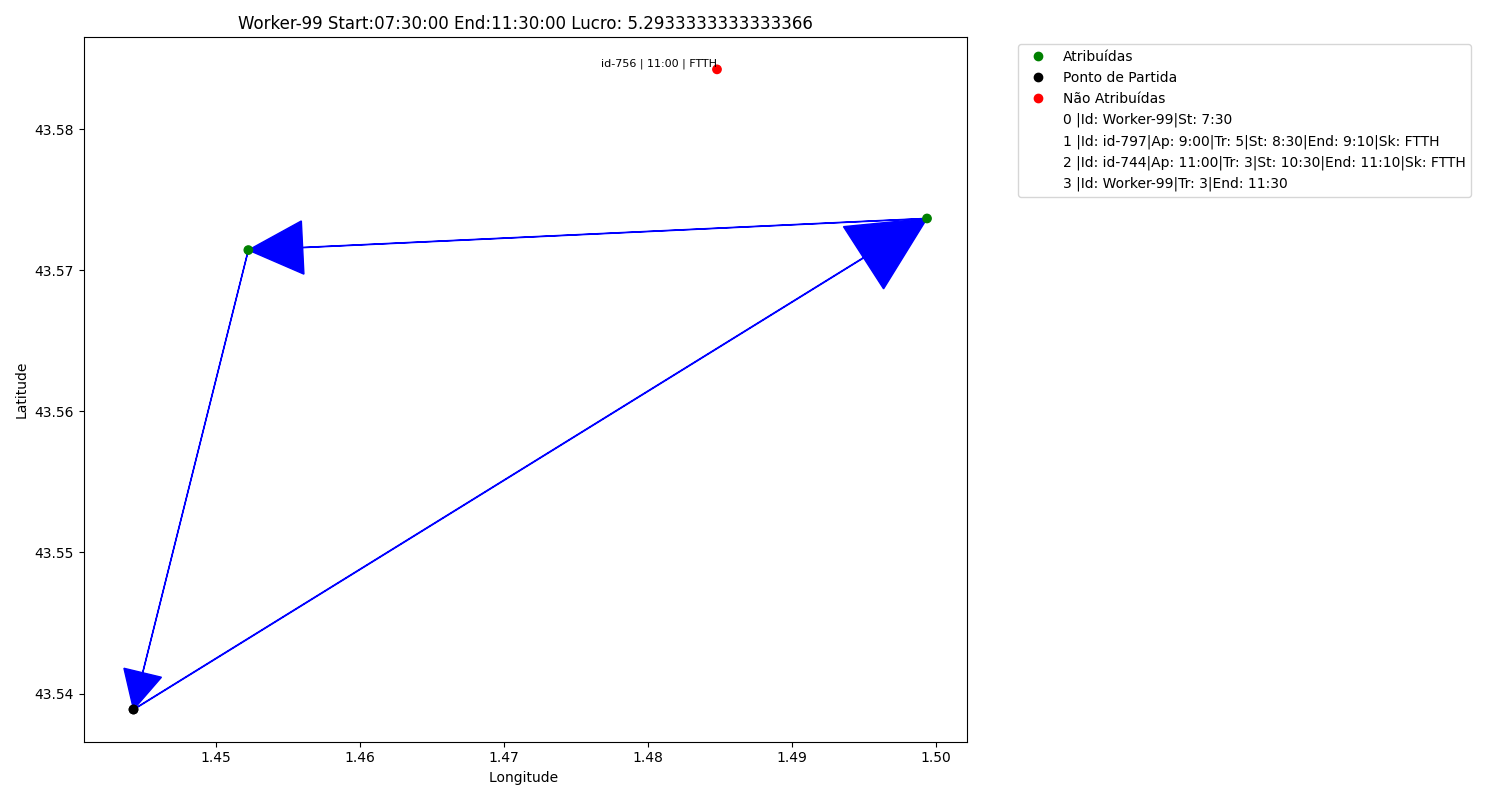 Worker-99 Start:07:30:00 End:11:30:00 Lucro: 5.2933333333333366
id-756 | 11:00 | FTTH
Atribuídas
Ponto de Partida
Não Atribuídas
0 |Id: Worker-99|St: 7:30
1 |Id: id-797|Ap: 9:00|Tr: 5|St: 8:30|End: 9:10|Sk: FTTH
2 |Id: id-744|Ap: 11:00|Tr: 3|St: 10:30|End: 11:10|Sk: FTTH
3 |Id: Worker-99|Tr: 3|End: 11:30
43.58
43.57
43.56
43.55
43.54
Latitude
1.45
1.46
1.47
1.48
1.49
1.50
Longitude